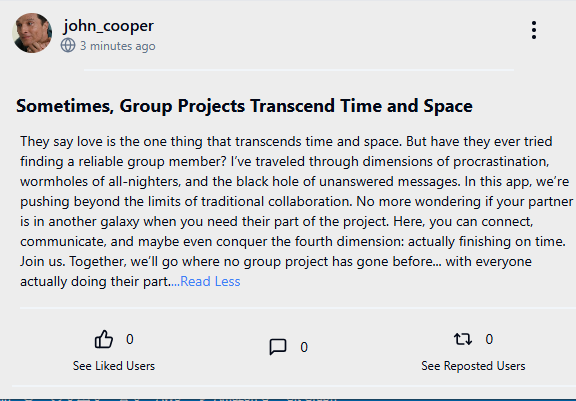 john_cooper
3 minutes ago
Sometimes, Group Projects Transcend Time and Space
They say love is the one thing that transcends time and space. But have they ever tried
finding a reliable group member? I’ve traveled through dimensions of procrastination,
wormholes of all-nighters, and the black hole of unanswered messages. In this app, we’re
pushing beyond the limits of traditional collaboration. No more wondering if your partner
is in another galaxy when you need their part of the project. Here, you can connect,
communicate, and maybe even conquer the fourth dimension: actually finishing on time.
Join us. Together, we’ll go where no group project has gone before... with everyone
actually doing their part....Read Less
0 0 0
See Liked Users See Reposted Users